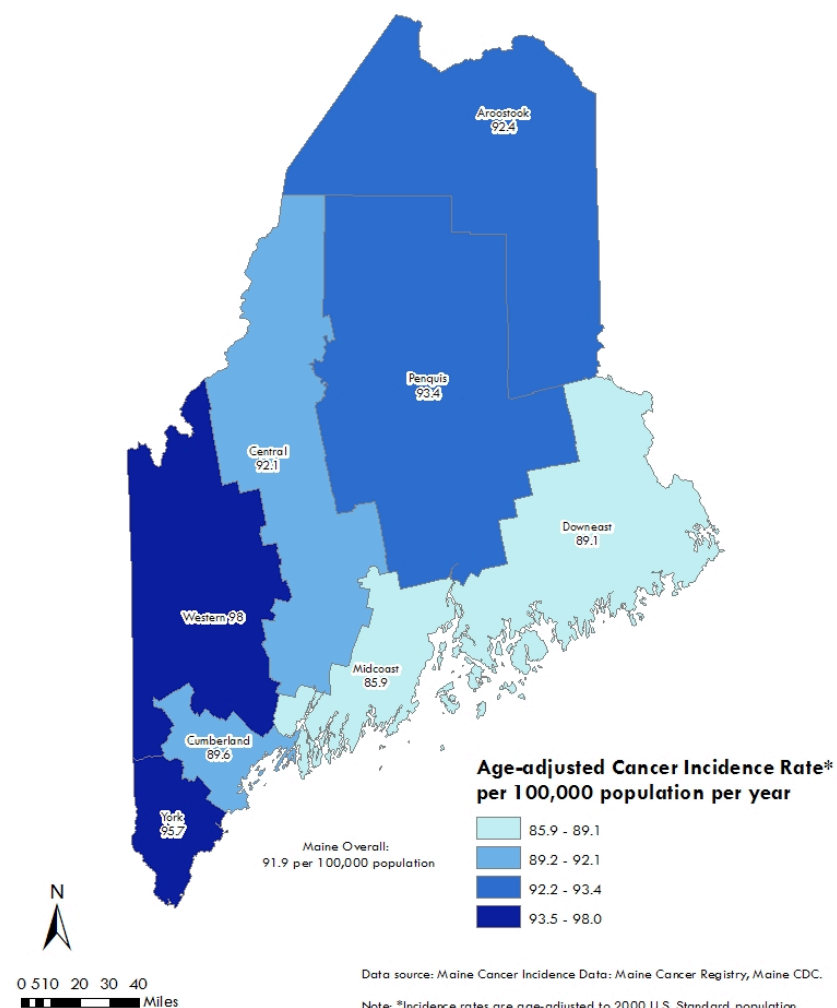 Aroostook
92.4
Penquis
93.4
Central
92.1
Downeast
89.1
Western 98
Midcoast
85.9
Cumberland
89.6
York
95.7
Maine Overall:
91.9 per 100,000 population
Age-adjusted Cancer Incidence Rate*
per 100,000 population per year
85.9 - 89.1
89.2 - 92.1
92.2 - 93.4
93.5 - 98.0
N
0 510 20 30 40
Miles
Data source: Maine Cancer Incidence Data: Maine Cancer Registry, Maine CDC.
Note: *Incidence rates are age-adjusted to 2000 U.S. Standard population